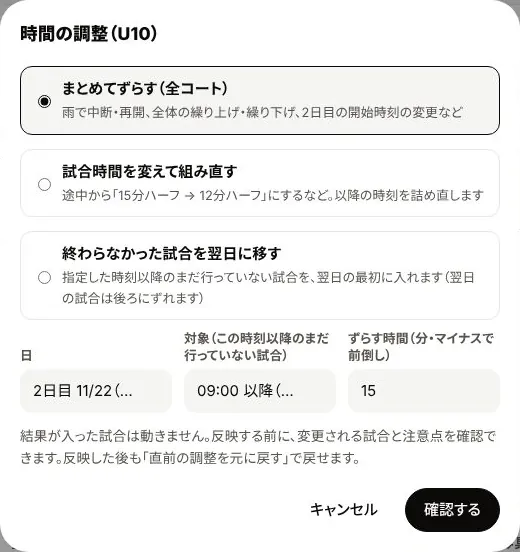 時間の調整（U10）
まとめてずらす（全コート）
雨で中断・再開、全体の繰り上げ・繰り下げ、2日目の開始時刻の変更など
試合時間を変えて組み直す
途中から「15分ハーフ → 12分ハーフ」にするなど。以降の時刻を詰め直します
終わらなかった試合を翌日に移す
指定した時刻以降のまだ行っていない試合を、翌日の最初に入れます（翌日
の試合は後ろにずれます）
日
対象（この時刻以降のまだ
行っていない試合）
ずらす時間（分・マイナスで
前倒し）
2日目 11/22（...
09:00 以降（...
15
結果が入った試合は動きません。反映する前に、変更される試合と注意点を確認で
きます。反映した後も「直前の調整を元に戻す」で戻せます。
キャンセル
確認する